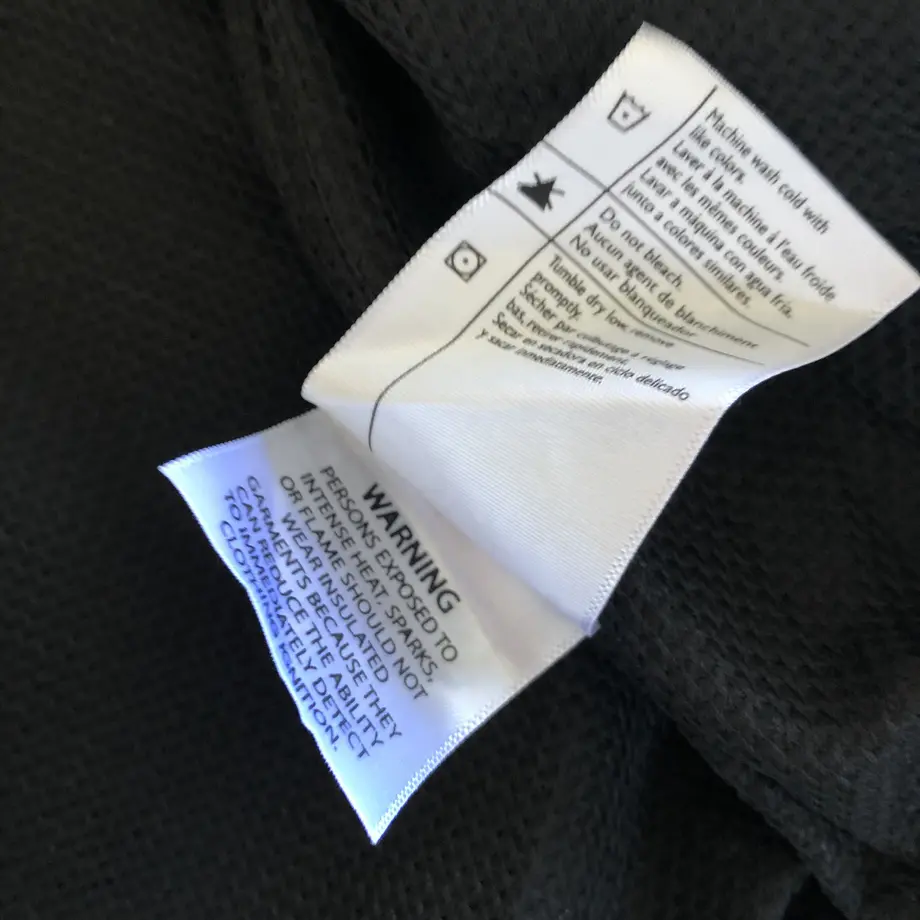 Machine wash cold with
like colors.
Laver à la machine à l'eau froide
avec les mêmes couleurs.
Lavar a máquina con agua fría,
junto a colores similares.
Do not bleach.
Aucun agent de blanchiment
No usar blanqueador
Tumble dry low, remove
promptly.
Sécher par culbutage à réglage
bas, retirer rapidement.
Secar en secadora en ciclo delicado
y sacar inmediatamente.
WARNING
PERSONS EXPOSED TO
INTENSE HEAT, SPARKS,
OR FLAME SHOULD NOT
WEAR INSULATED
GARMENTS BECAUSE THEY
CAN REDUCE THE ABILITY
TO IMMEDIATELY DETECT
CLOTHING IGNITION.